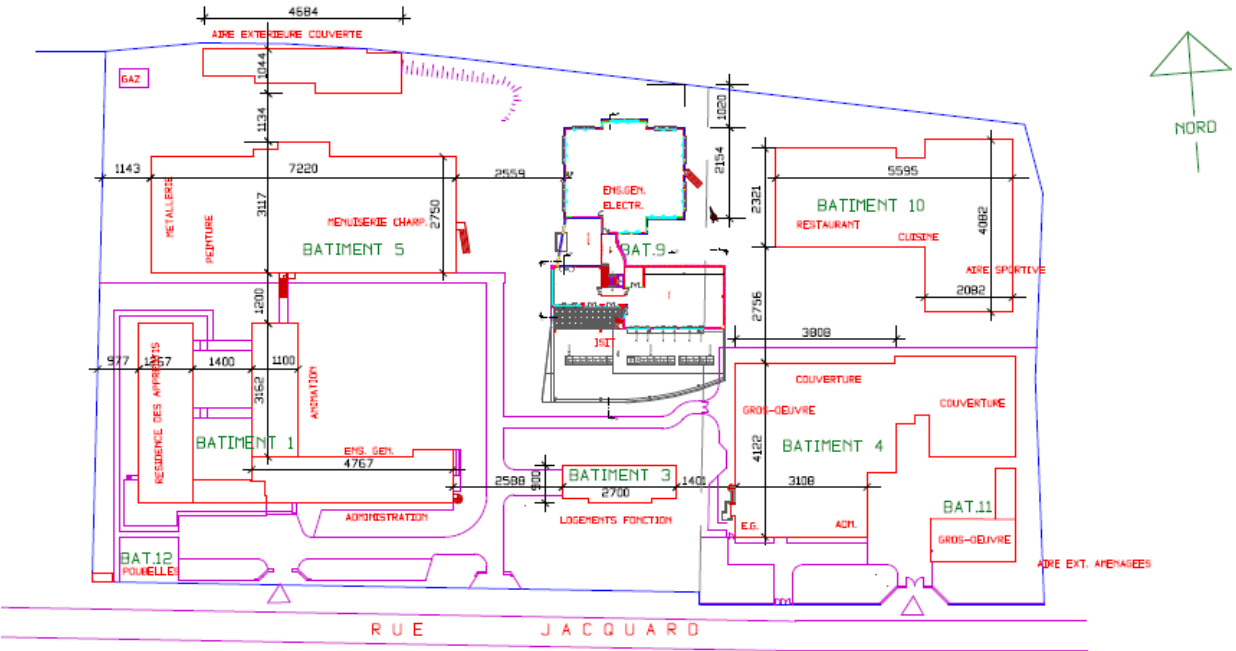 4684
AIRE EXTERIEURE COUVERTE
GAZ
1044
1134
1020
NORD
1143
7220
2559
2154
5595
METALLERIE
PEINTURE
3117
MENUISERIE CHARP.
2750
BATIMENT 5
ENS.GEN.
ELECTR.
BAT.9
2321
BATIMENT 10
RESTAURANT
CUISINE
4082
AIRE SPORTIVE
2082
1200
2756
3808
977
1267
1400
1100
3162
RESIDENCE DES APPRENTIS
ANIMATION
BATIMENT 1
ENS. GEN.
4767
ADMINISTRATION
ISIT
COUVERTURE
COUVERTURE
GROS-OEUVRE
BATIMENT 4
4122
2588
900
BATIMENT 3
2700
1401
3108
LOGEMENTS FONCTION
E.G.
ADM.
BAT.11
GROS-OEUVRE
AIRE EXT. AMENAGEES
BAT.12
POUBELLES
RUE JACQUARD